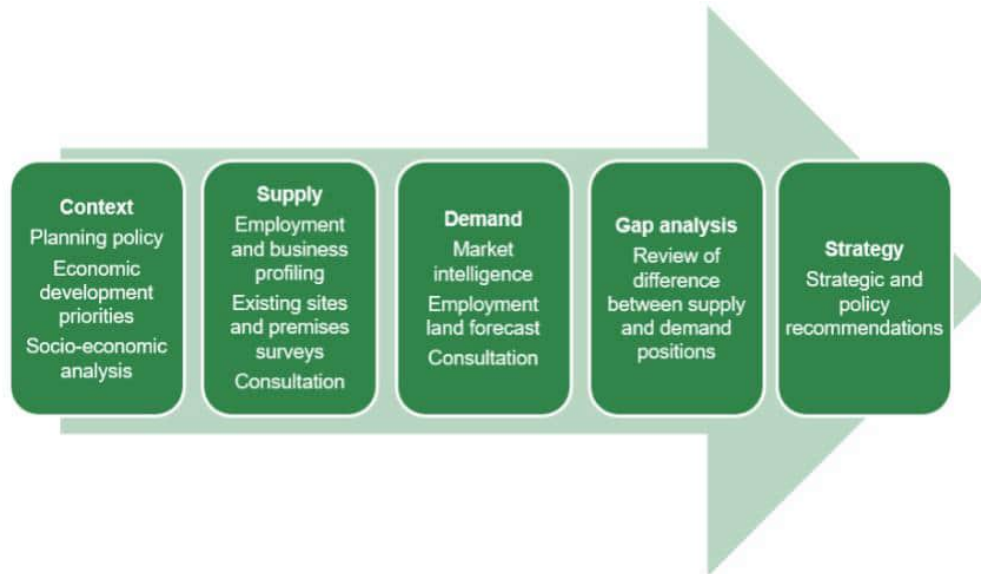 Context
Planning policy
Economic
development
priorities
Socio-economic
analysis
Supply
Employment
and business
profiling
Existing sites
and premises
surveys
Consultation
Demand
Market
intelligence
Employment
land forecast
Consultation
Gap analysis
Review of
difference
between supply
and demand
positions
Strategy
Strategic and
policy
recommendations